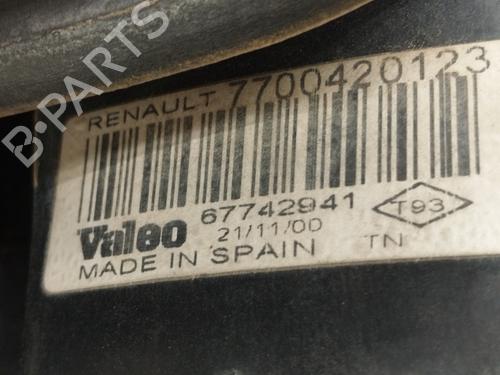 B-PARTS
RENAULT 7700420123
67742941
Valeo 21/11/00 T93
MADE IN SPAIN TN